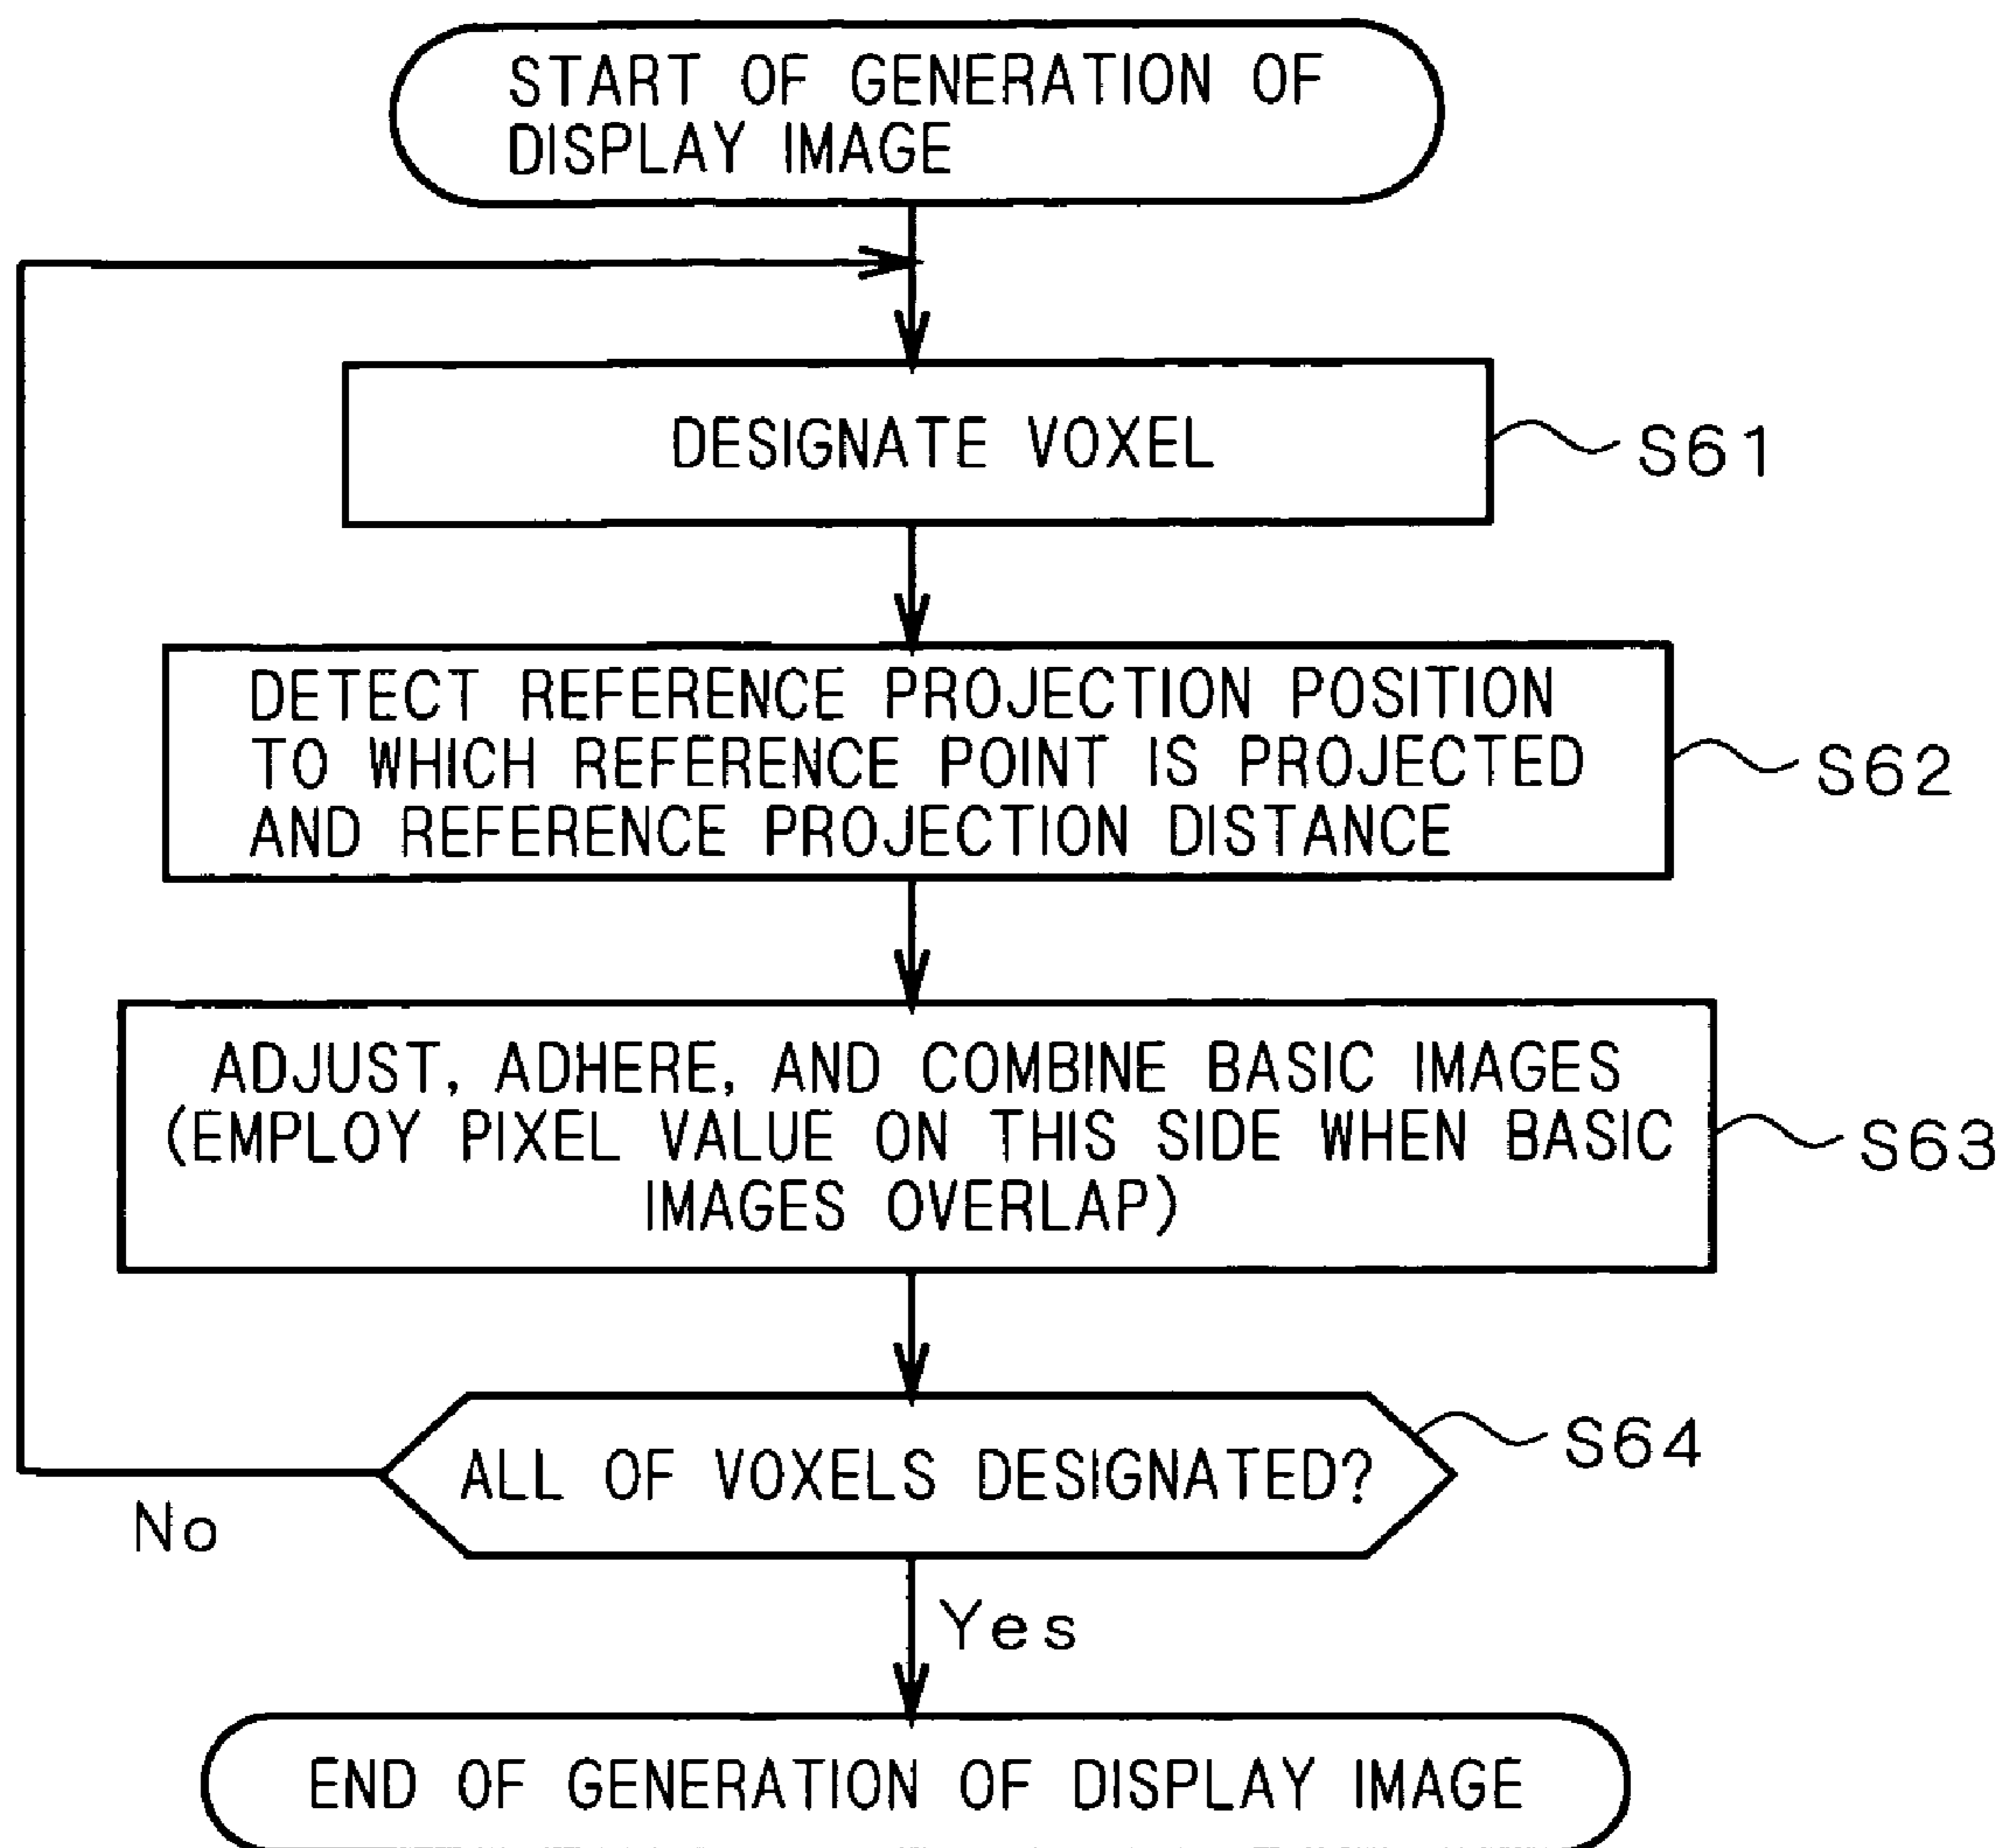 START OF GENERATION OF
DISPLAY IMAGE
DESIGNATE VOXEL
S61
DETECT REFERENCE PROJECTION POSITION
TO WHICH REFERENCE POINT IS PROJECTED
AND REFERENCE PROJECTION DISTANCE
S62
ADJUST, ADHERE, AND COMBINE BASIC IMAGES
(EMPLOY PIXEL VALUE ON THIS SIDE WHEN BASIC
IMAGES OVERLAP)
S63
ALL OF VOXELS DESIGNATED?
S64
No
Yes
END OF GENERATION OF DISPLAY IMAGE